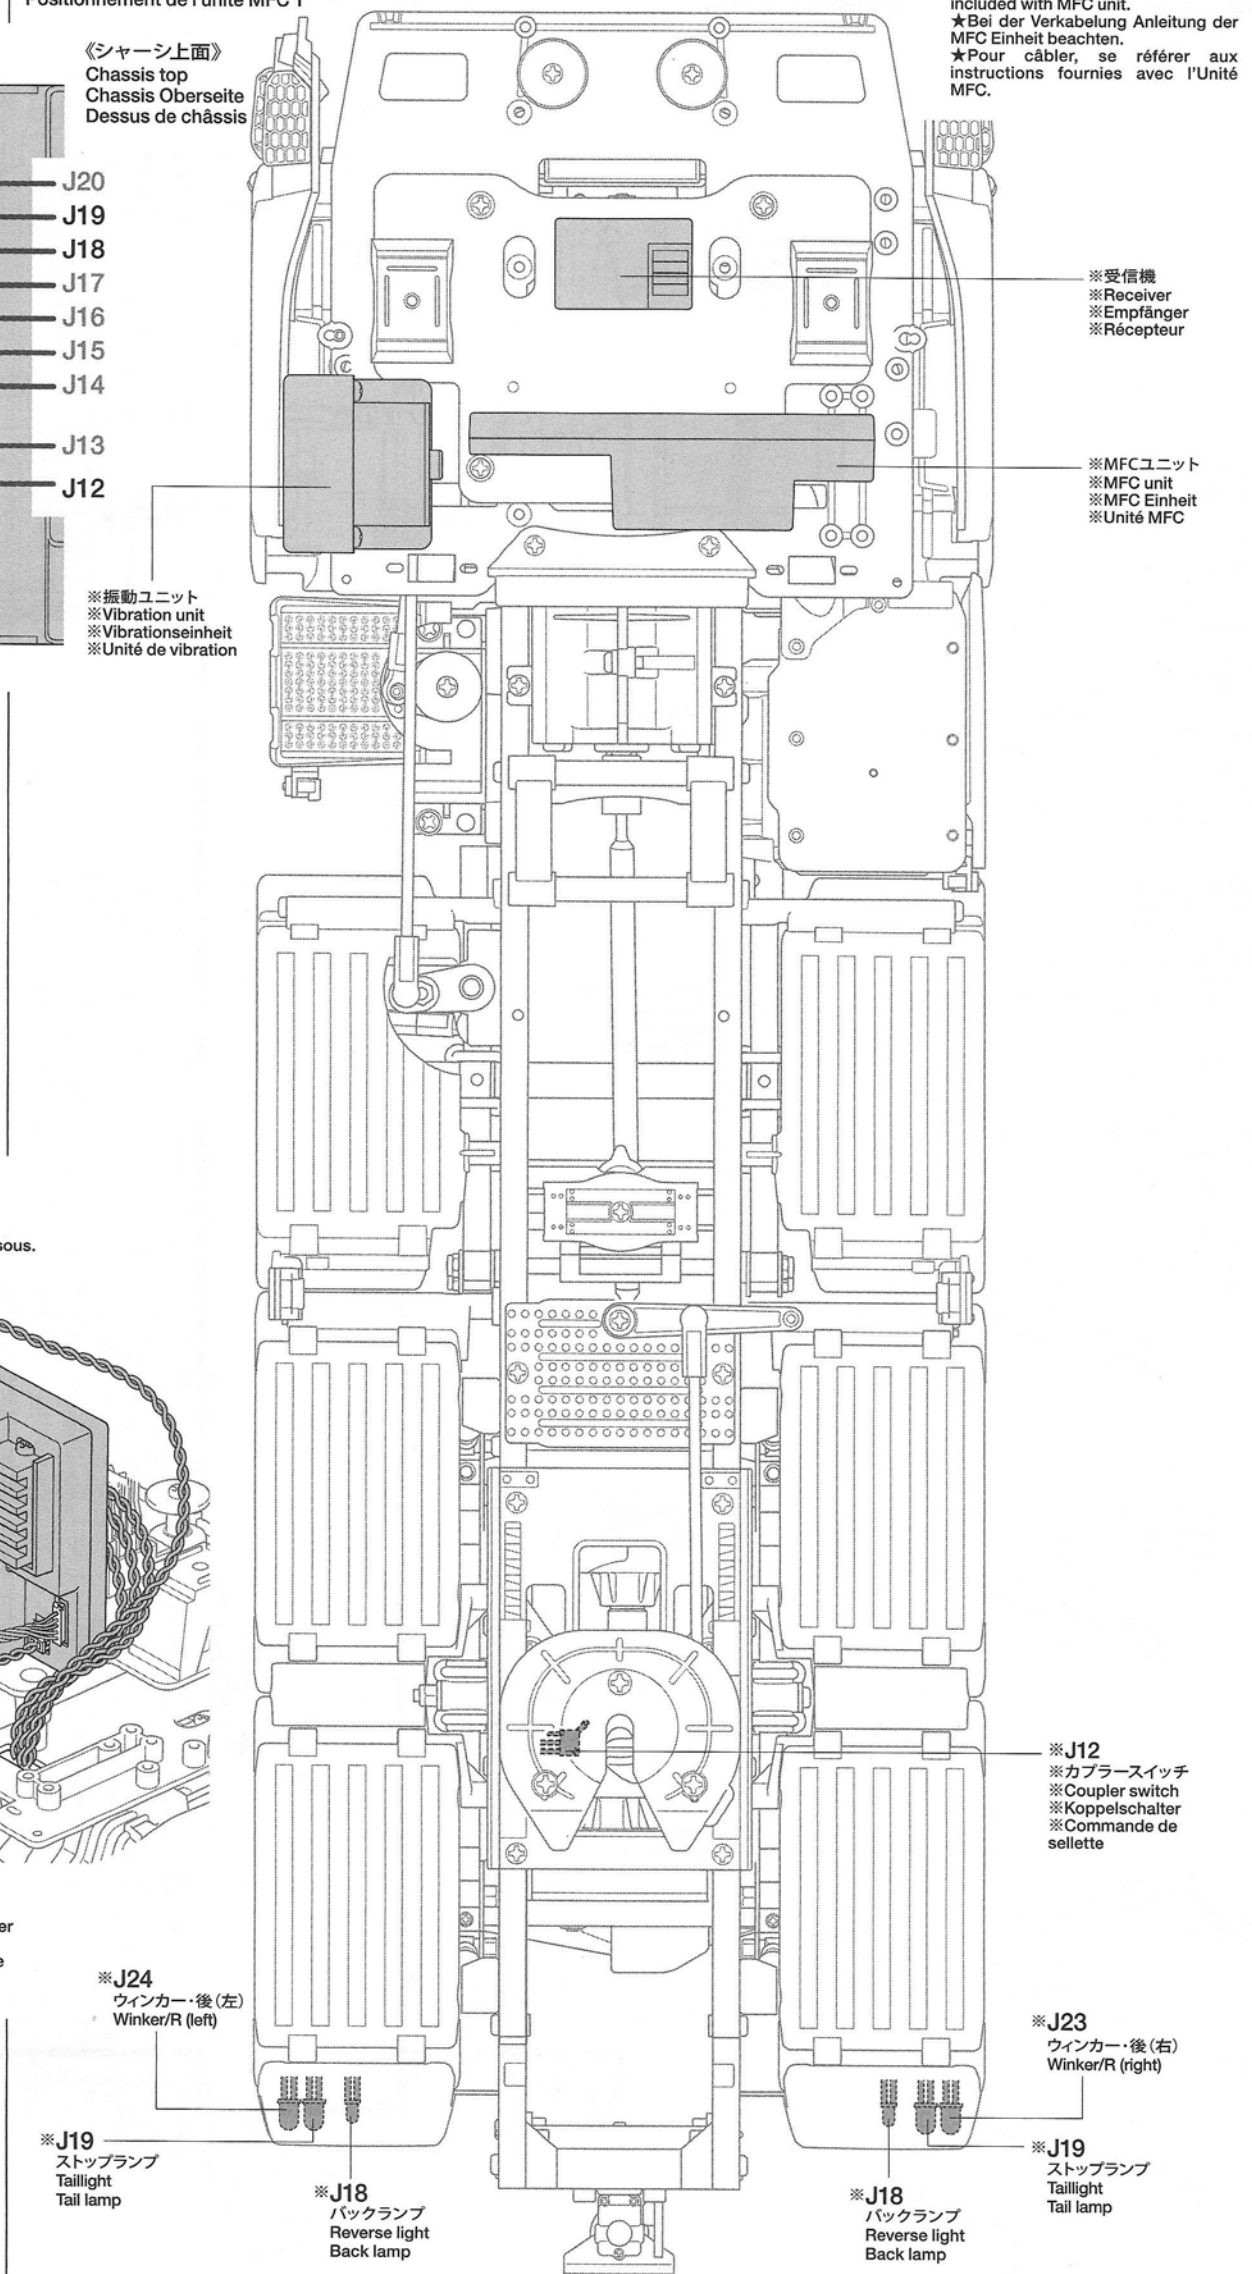 Positionnement de l'unité MFC 1
《シャーシ上面》
Chassis top
Chassis Oberseite
Dessus de châssis
included with MFC unit.
★Bei der Verkabelung Anleitung der
MFC Einheit beachten.
★Pour câbler, se référer aux
instructions fournies avec l'Unité
MFC.
J20
J19
J18
J17
J16
J15
J14
J13
J12
※受信機
※Receiver
※Empfänger
※Récepteur
※MFCユニット
※MFC unit
※MFC Einheit
※Unité MFC
※振動ユニット
※Vibration unit
※Vibrationseinheit
※Unité de vibration
sous.
※J12
※カプラースイッチ
※Coupler switch
※Koppelschalter
※Commande de
sellette
er
e
※J24
ウィンカー・後（左）
Winker/R (left)
※J19
ストップランプ
Taillight
Tail lamp
※J18
バックランプ
Reverse light
Back lamp
※J23
ウィンカー・後（右）
Winker/R (right)
※J19
ストップランプ
Taillight
Tail lamp
※J18
バックランプ
Reverse light
Back lamp